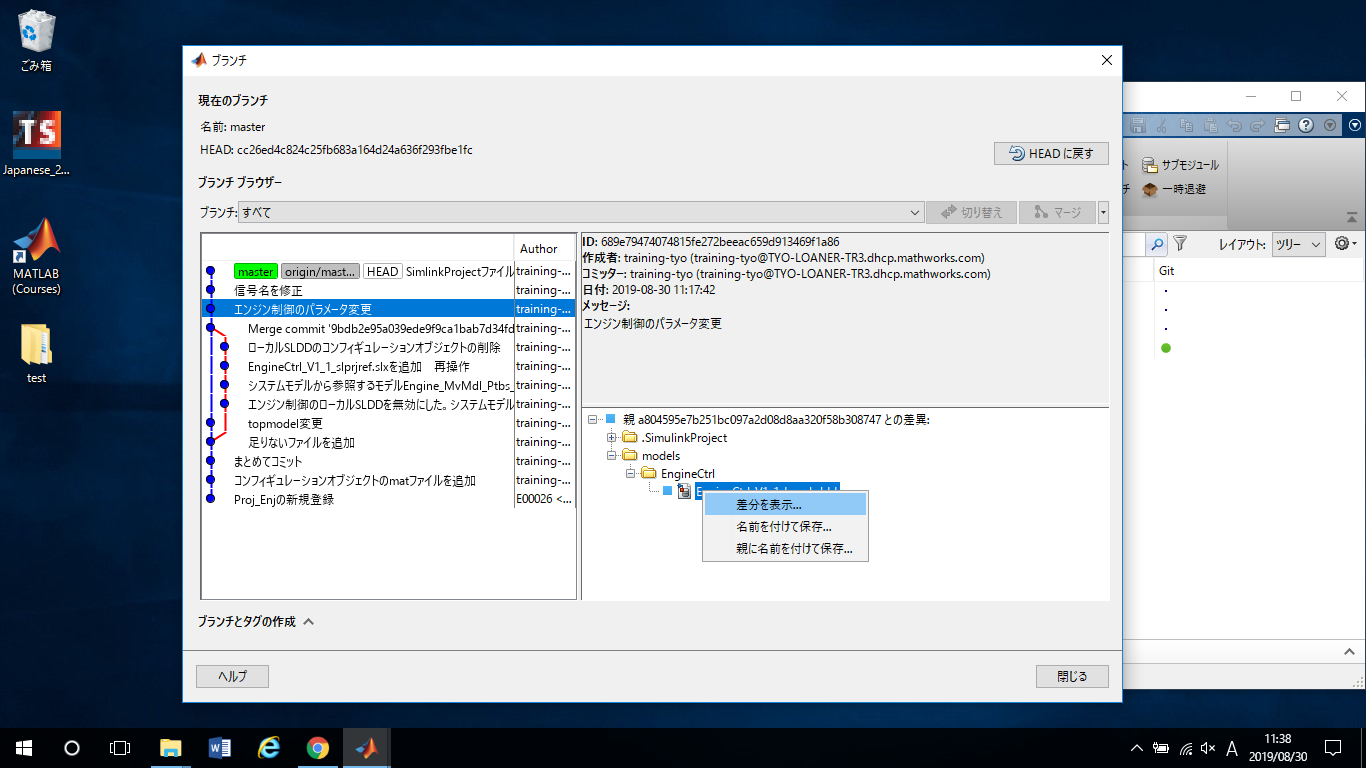 ごみ箱
TS
Japanese_2...
MATLAB
(Courses)
test
ブランチ
現在のブランチ
名前: master
HEAD: cc26ed4c824c25fb683a164d24a636f293fbe1fc
HEAD に戻す
ブランチ ブラウザー
ブランチ: すべて
切り替え
マージ
Author
master origin/mast... HEAD SimlinkProjectファイル training-...
信号名を修正 training-...
エンジン制御のパラメータ変更 training-...
Merge commit '9bdb2e95a039ede9f9ca1bab7d34fd training-...
ローカルSLDDのコンフィギュレーションオブジェクトの削除 training-...
EngineCtrl_V1_1_slprjref.slxを追加 再操作 training-...
システムモデルから参照するモデルEngine_MvMdl_Ptbs_ training-...
エンジン制御のローカルSLDDを無効にした。システムモデル training-...
topmodel変更 training-...
足りないファイルを追加 training-...
まとめてコミット training-...
コンフィギュレーションオブジェクトのmatファイルを追加 training-...
Proj_Enjの新規登録 E00026 <...
ID: 689e79474074815fe272beeac659d913469f1a86
作成者: training-tyo (training-tyo@TYO-LOANER-TR3.dhcp.mathworks.com)
コミッター: training-tyo (training-tyo@TYO-LOANER-TR3.dhcp.mathworks.com)
日付: 2019-08-30 11:17:42
メッセージ:
エンジン制御のパラメータ変更
親 a804595e7b251bc097a2d08d8aa320f58b308747 との差異:
.SimulinkProject
models
EngineCtrl
差分を表示...
名前を付けて保存...
親に名前を付けて保存...
ブランチとタグの作成
ヘルプ
閉じる
サブモジュール
一時退避
レイアウト: ツリー
Git
A
11:38
2019/08/30